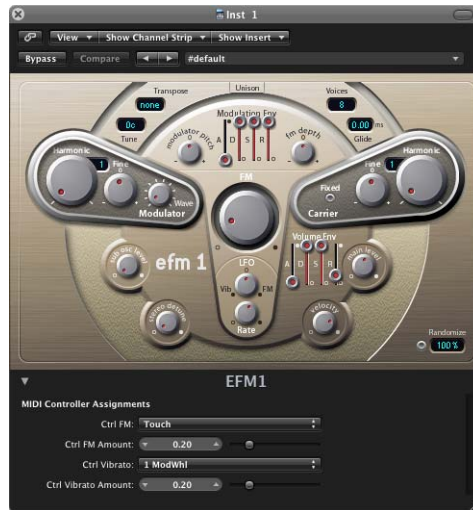 Inst 1
View Show Channel Strip Show Insert
Bypass Compare #default
Unison
Transpose Voices
none 8
Modulation Env
0c 0.00 ms
Tune Glide
modulator pitch A D S R fm depth
FM
Harmonic 1 Fine Fine 1 Harmonic
Fixed
Wave
Modulator Carrier
Volume Env
sub osc level efm 1 LFO A D S R main level
Vib FM
stereo detune Rate velocity
Randomize
100%
EFM1
MIDI Controller Assignments
Ctrl FM: Touch
Ctrl FM Amount: 0.20
Ctrl Vibrato: 1 ModWhl
Ctrl Vibrato Amount: 0.20